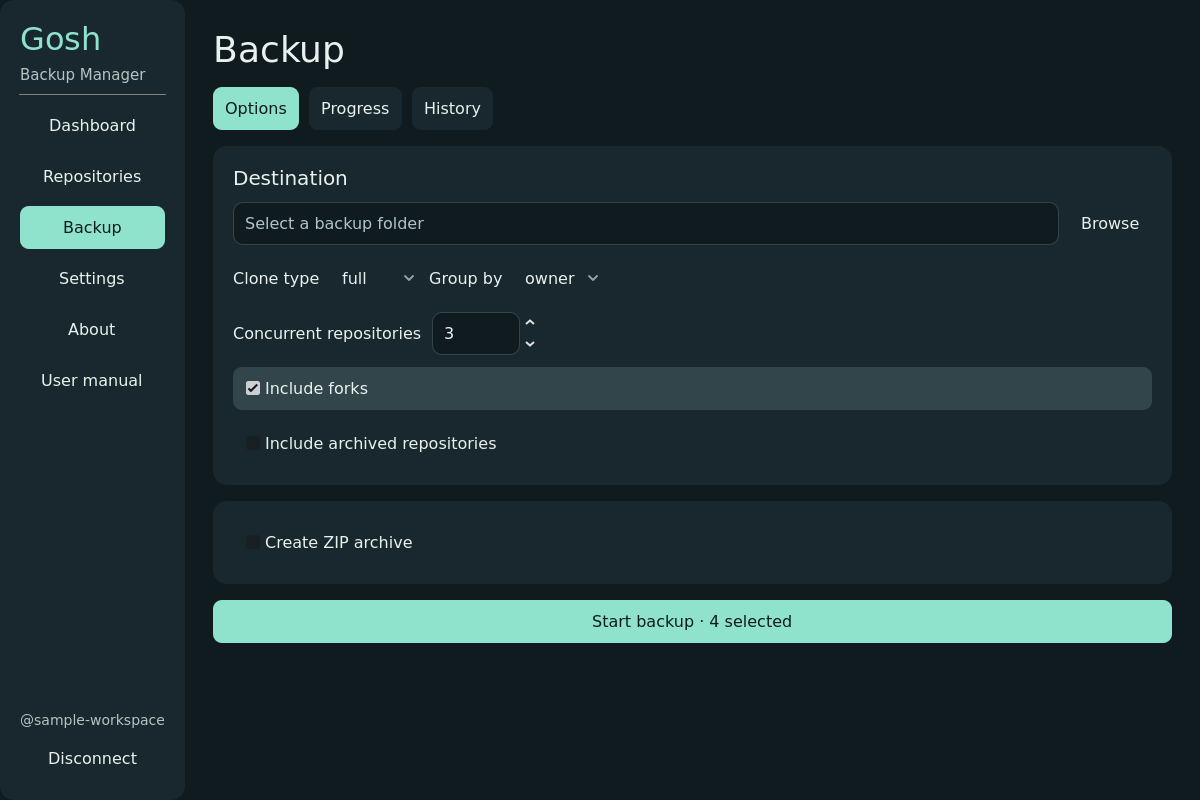 Gosh
Backup Manager
Dashboard
Repositories
Backup
Settings
About
User manual
@sample-workspace
Disconnect
Backup
Options Progress History
Destination
Select a backup folder Browse
Clone type full Group by owner
Concurrent repositories 3
Include forks
Include archived repositories
Create ZIP archive
Start backup · 4 selected